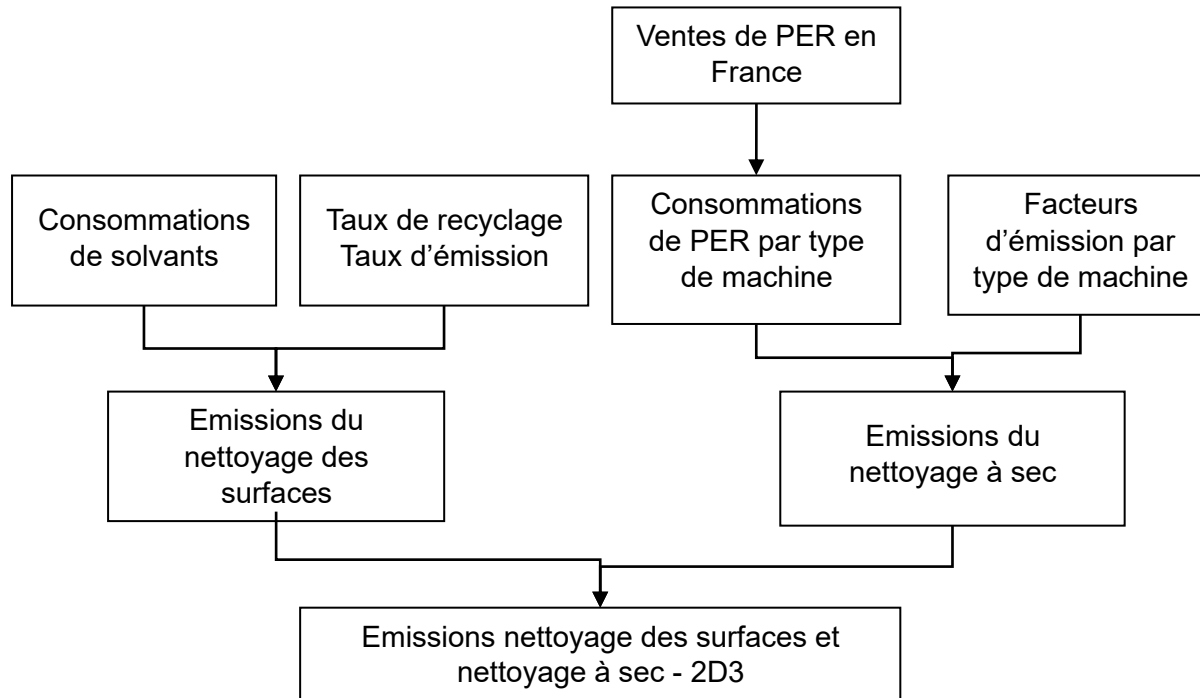 Ventes de PER en
France
Consommations
de solvants
Taux de recyclage
Taux d'émission
Consommations
de PER par type
de machine
Facteurs
d'émission par
type de machine
Emissions du
nettoyage des
surfaces
Emissions du
nettoyage à sec
Emissions nettoyage des surfaces et
nettoyage à sec - 2D3